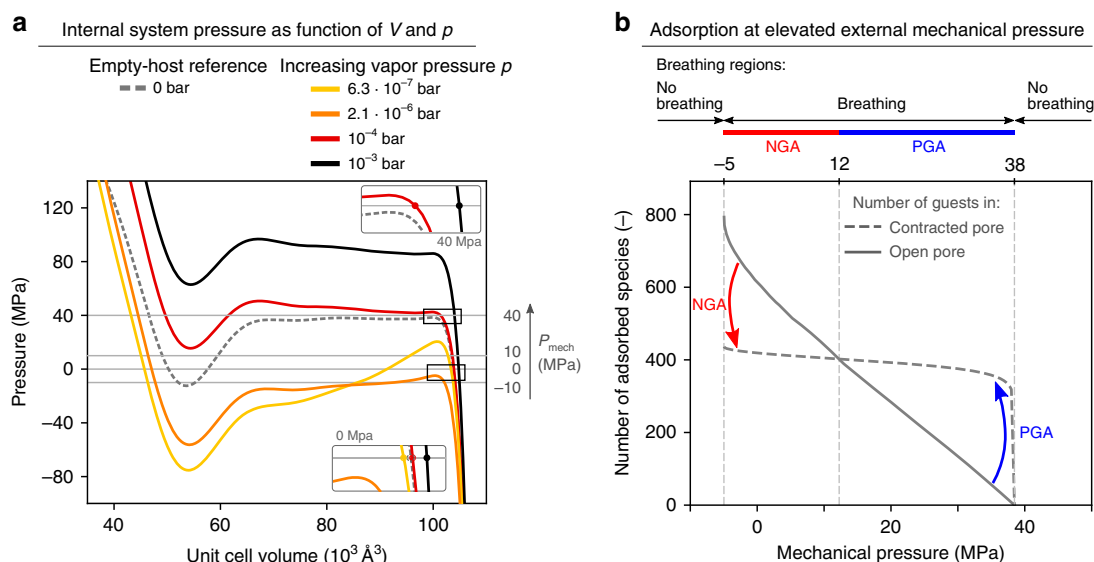 a
Internal system pressure as function of V and p
Empty-host reference
0 bar
Increasing vapor pressure p
6.3 · 10⁻⁷ bar
2.1 · 10⁻⁶ bar
10⁻⁴ bar
10⁻³ bar
Pressure (MPa)
120
80
40
0
−40
−80
40 Mpa
0 Mpa
40
10
0
−10
P mech
(MPa)
40
60
80
100
Unit cell volume (10³ Å³)
b
Adsorption at elevated external mechanical pressure
Breathing regions:
No
breathing
Breathing
No
breathing
NGA
PGA
−5
12
38
Number of adsorbed species (–)
800
600
400
200
0
Number of guests in:
Contracted pore
Open pore
NGA
PGA
0
20
40
Mechanical pressure (MPa)